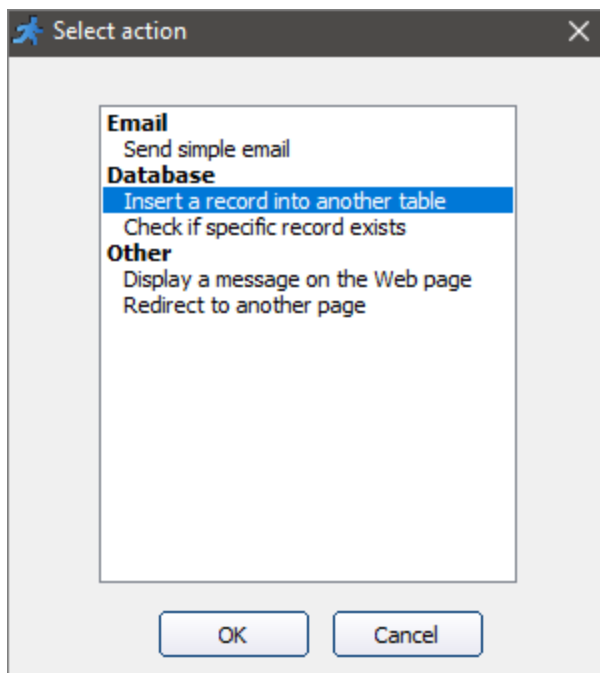 Select action
Email
Send simple email
Database
Insert a record into another table
Check if specific record exists
Other
Display a message on the Web page
Redirect to another page
OK
Cancel